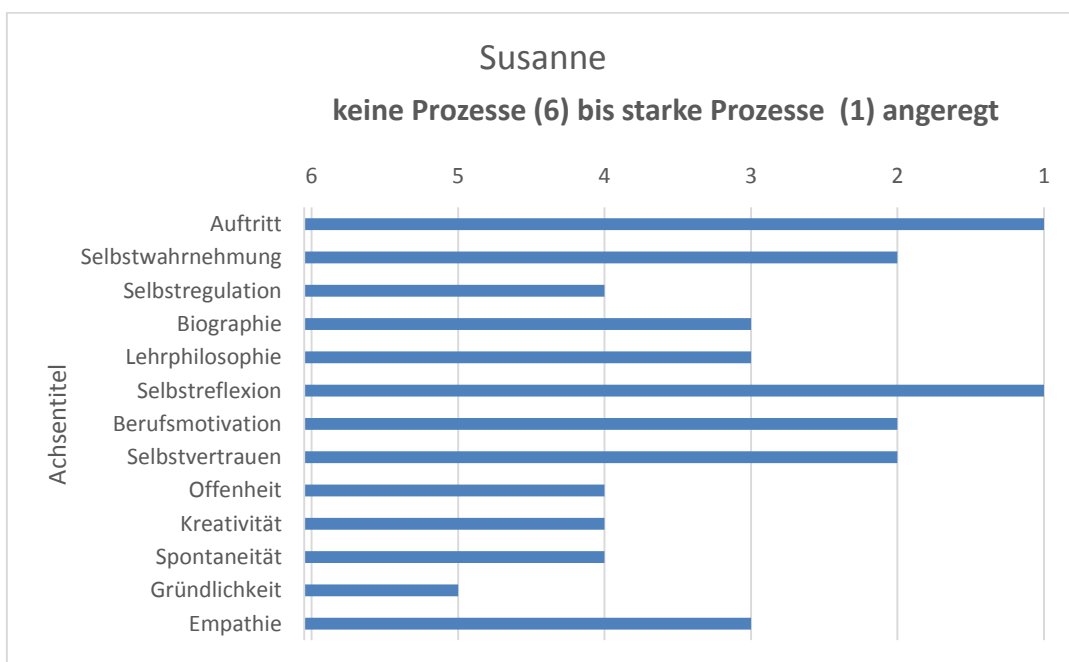 Susanne
keine Prozesse (6) bis starke Prozesse (1) angeregt
6 5 4 3 2 1
Auftritt
Selbstwahrnehmung
Selbstregulation
Biographie
Lehrphilosophie
Selbstreflexion
Berufsmotivation
Selbstvertrauen
Offenheit
Kreativität
Spontaneität
Gründlichkeit
Empathie
Achsentitel